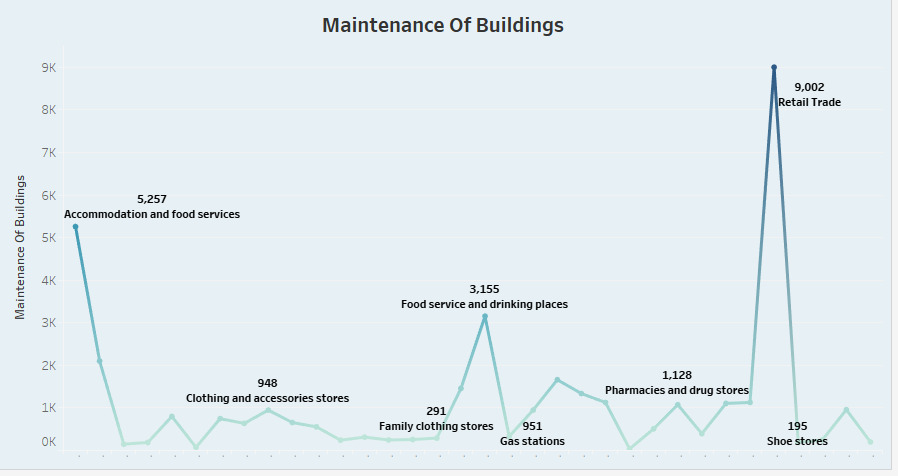 Maintenance Of Buildings
9K
8K
7K
6K
5K
4K
3K
2K
1K
0K
Maintenance Of Buildings
5,257
Accommodation and food services
948
Clothing and accessories stores
291
Family clothing stores
3,155
Food service and drinking places
951
Gas stations
1,128
Pharmacies and drug stores
9,002
Retail Trade
195
Shoe stores